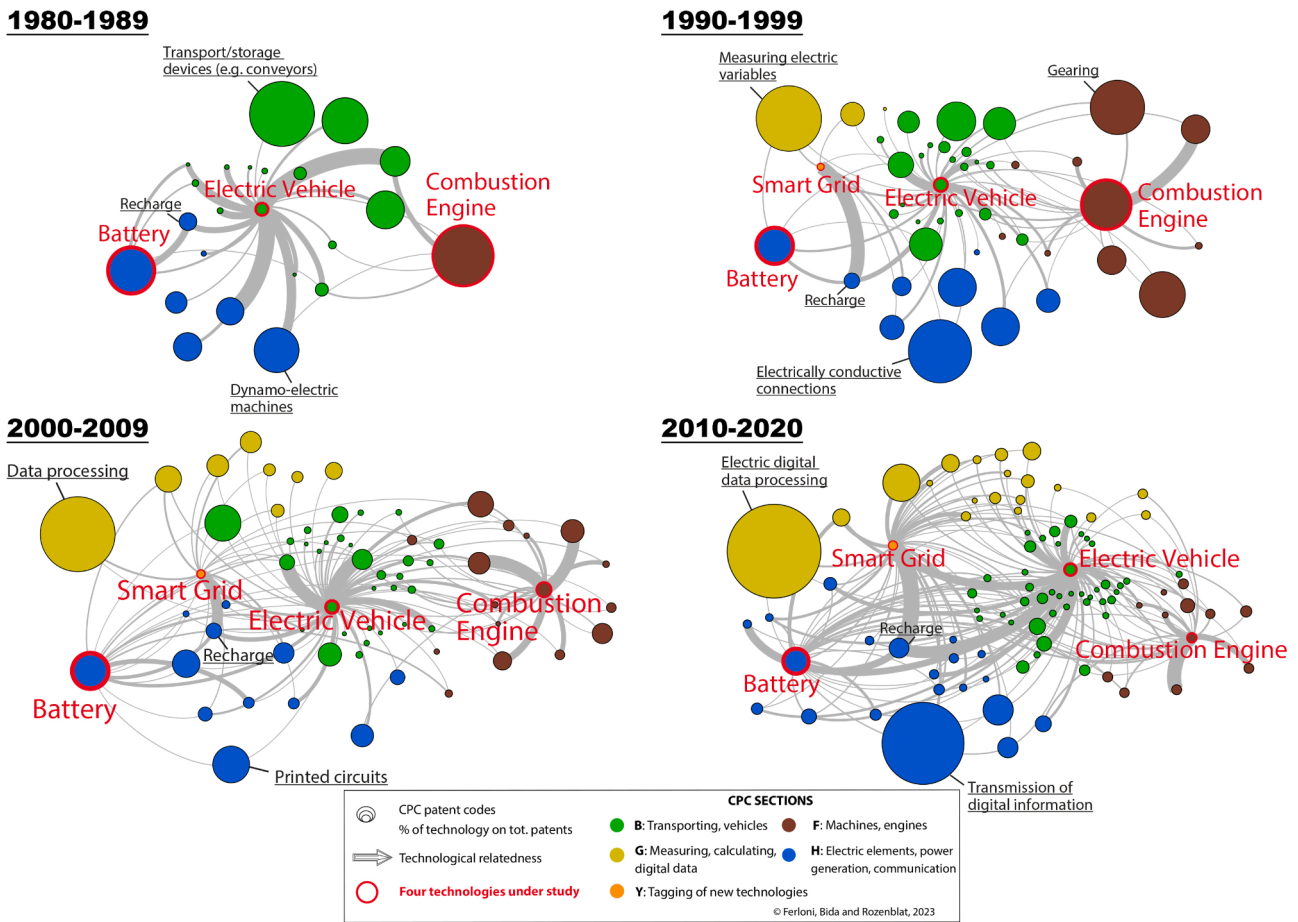 1980-1989
Transport/storage
devices (e.g. conveyors)
Electric Vehicle
Combustion
Engine
Recharge
Battery
Dynamo-electric
machines
1990-1999
Measuring electric
variables
Gearing
Smart Grid
Electric Vehicle
Combustion
Engine
Battery
Recharge
Electrically conductive
connections
2000-2009
Data processing
Smart Grid
Electric Vehicle
Combustion
Engine
Recharge
Battery
Printed circuits
2010-2020
Electric digital
data processing
Smart Grid
Electric Vehicle
Recharge
Combustion Engine
Battery
Transmission of
digital information
CPC patent codes
% of technology on tot. patents
Technological relatedness
Four technologies under study
CPC SECTIONS
B: Transporting, vehicles
F: Machines, engines
G: Measuring, calculating,
digital data
H: Electric elements, power
generation, communication
Y: Tagging of new technologies
© Ferloni, Bida and Rozenblat, 2023